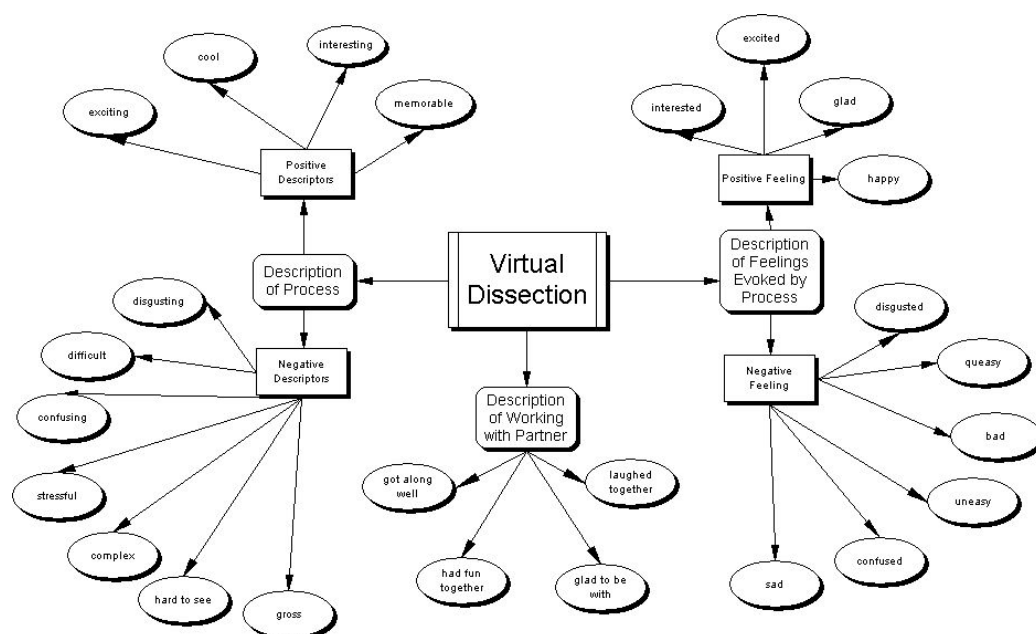 excited
interesting
cool
memorable
exciting
interested
glad
Positive
Descriptors
Positive Feeling
happy
Description
of Process
Virtual
Dissection
Description
of Feelings
Evoked by
Process
disgusting
disgusted
difficult
Negative
Descriptors
Negative
Feeling
queasy
confusing
Description
of Working
with Partner
bad
got along
well
laughed
together
stressful
uneasy
complex
had fun
together
glad to be
with
confused
sad
hard to see
gross